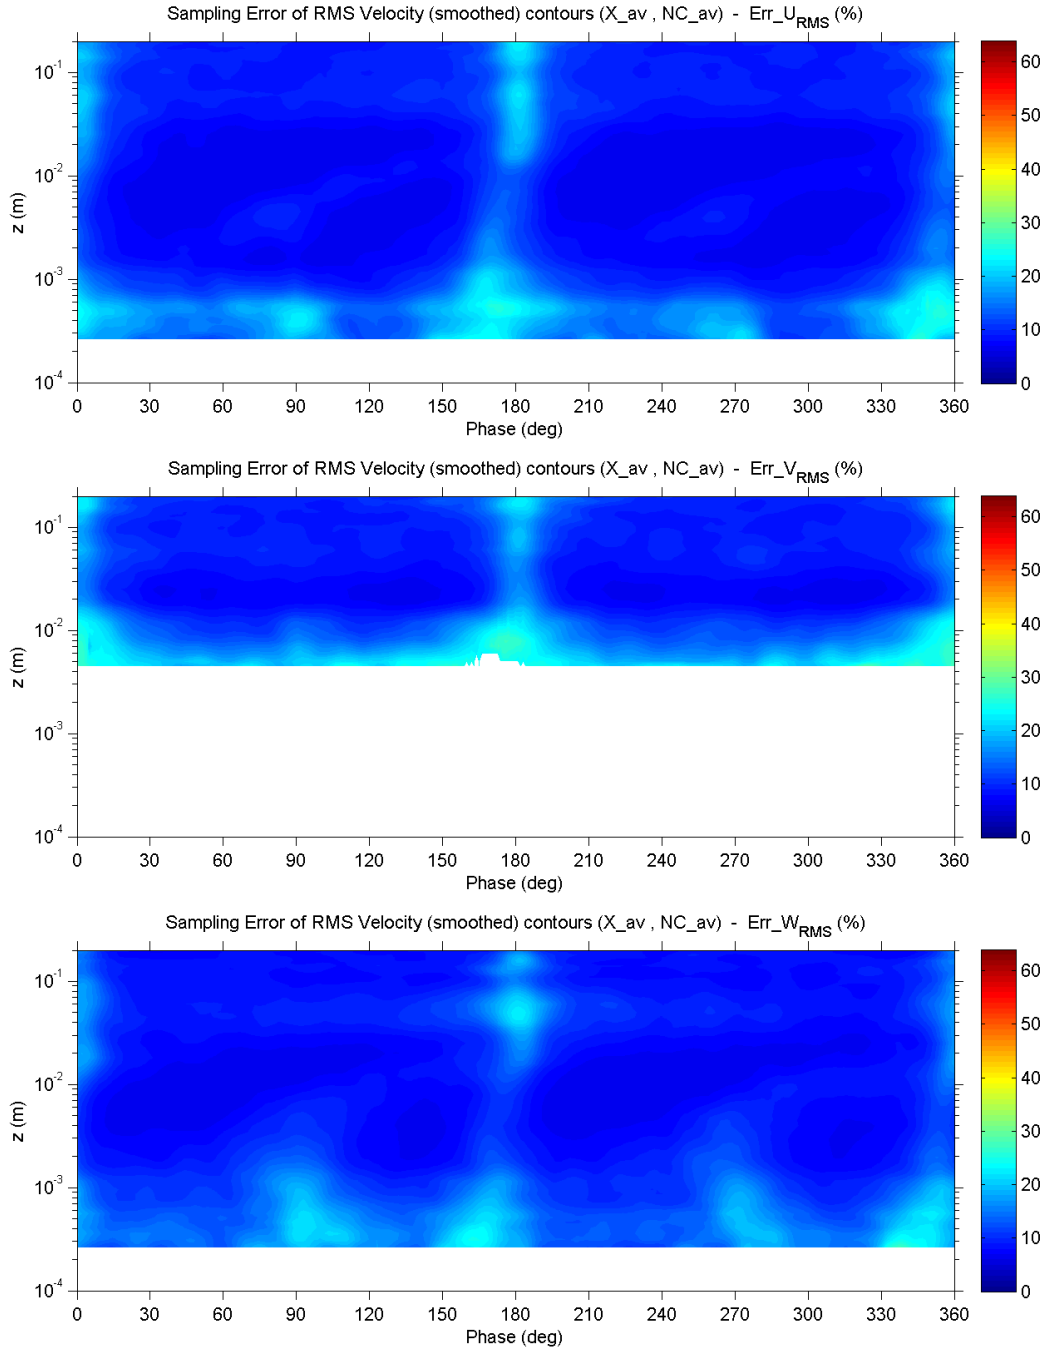 Sampling Error of RMS Velocity (smoothed) contours (X_av , NC_av)  -  Err_U_RMS (%)
z (m)
10^-1
10^-2
10^-3
10^-4
0 30 60 90 120 150 180 210 240 270 300 330 360
Phase (deg)
60
50
40
30
20
10
0
Sampling Error of RMS Velocity (smoothed) contours (X_av , NC_av)  -  Err_V_RMS (%)
z (m)
10^-1
10^-2
10^-3
10^-4
0 30 60 90 120 150 180 210 240 270 300 330 360
Phase (deg)
60
50
40
30
20
10
0
Sampling Error of RMS Velocity (smoothed) contours (X_av , NC_av)  -  Err_W_RMS (%)
z (m)
10^-1
10^-2
10^-3
10^-4
0 30 60 90 120 150 180 210 240 270 300 330 360
Phase (deg)
60
50
40
30
20
10
0